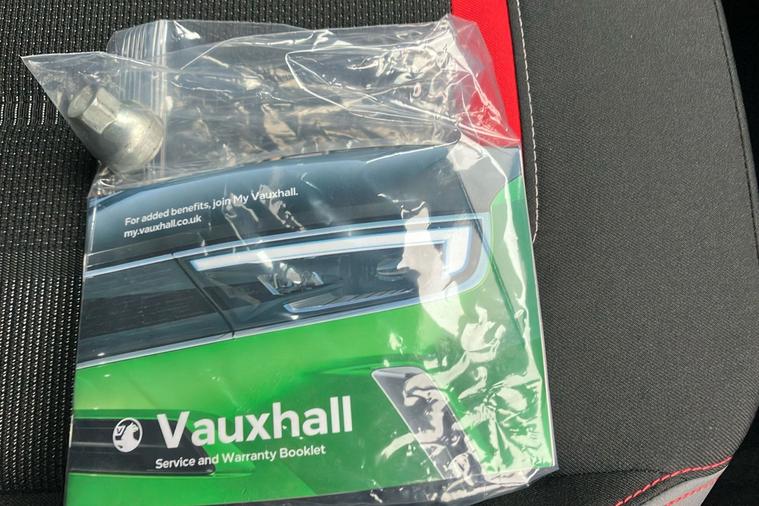 For added benefits, join My Vauxhall.
my.vauxhall.co.uk
Vauxhall
Service and Warranty Booklet